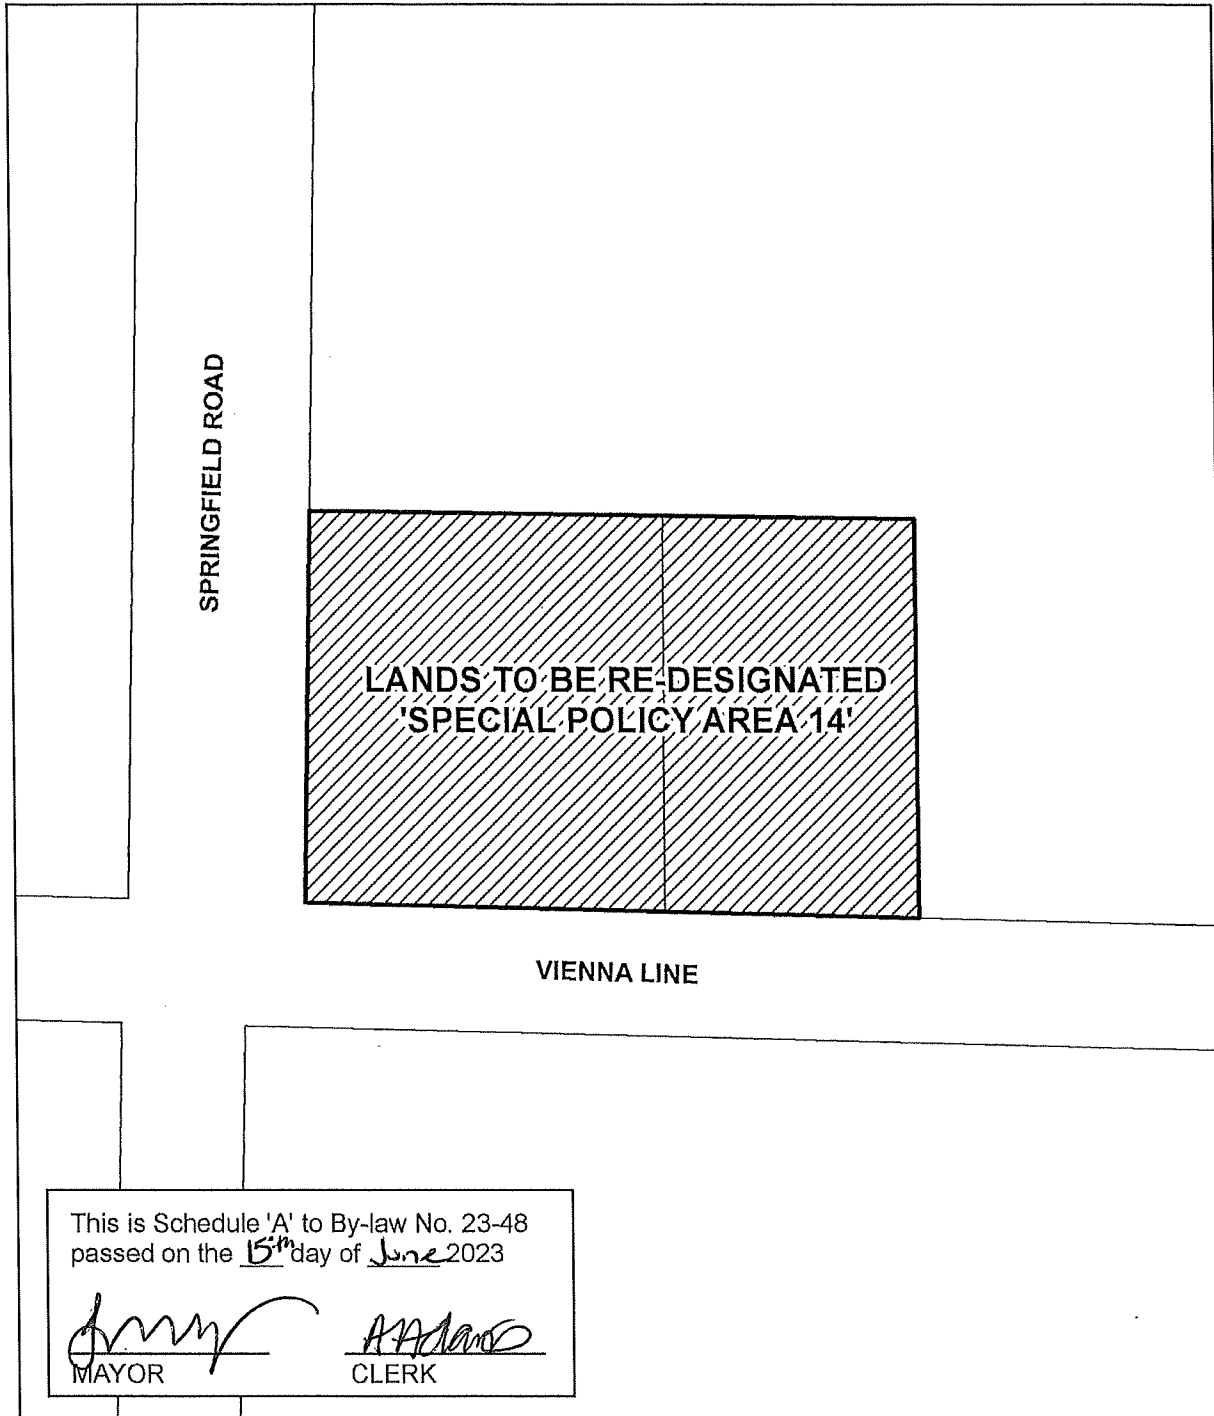 SPRINGFIELD ROAD
LANDS TO BE RE-DESIGNATED
'SPECIAL POLICY AREA 14'
VIENNA LINE
This is Schedule 'A' to By-law No. 23-48
passed on the 15th day of June 2023
AAdams
MAYOR CLERK